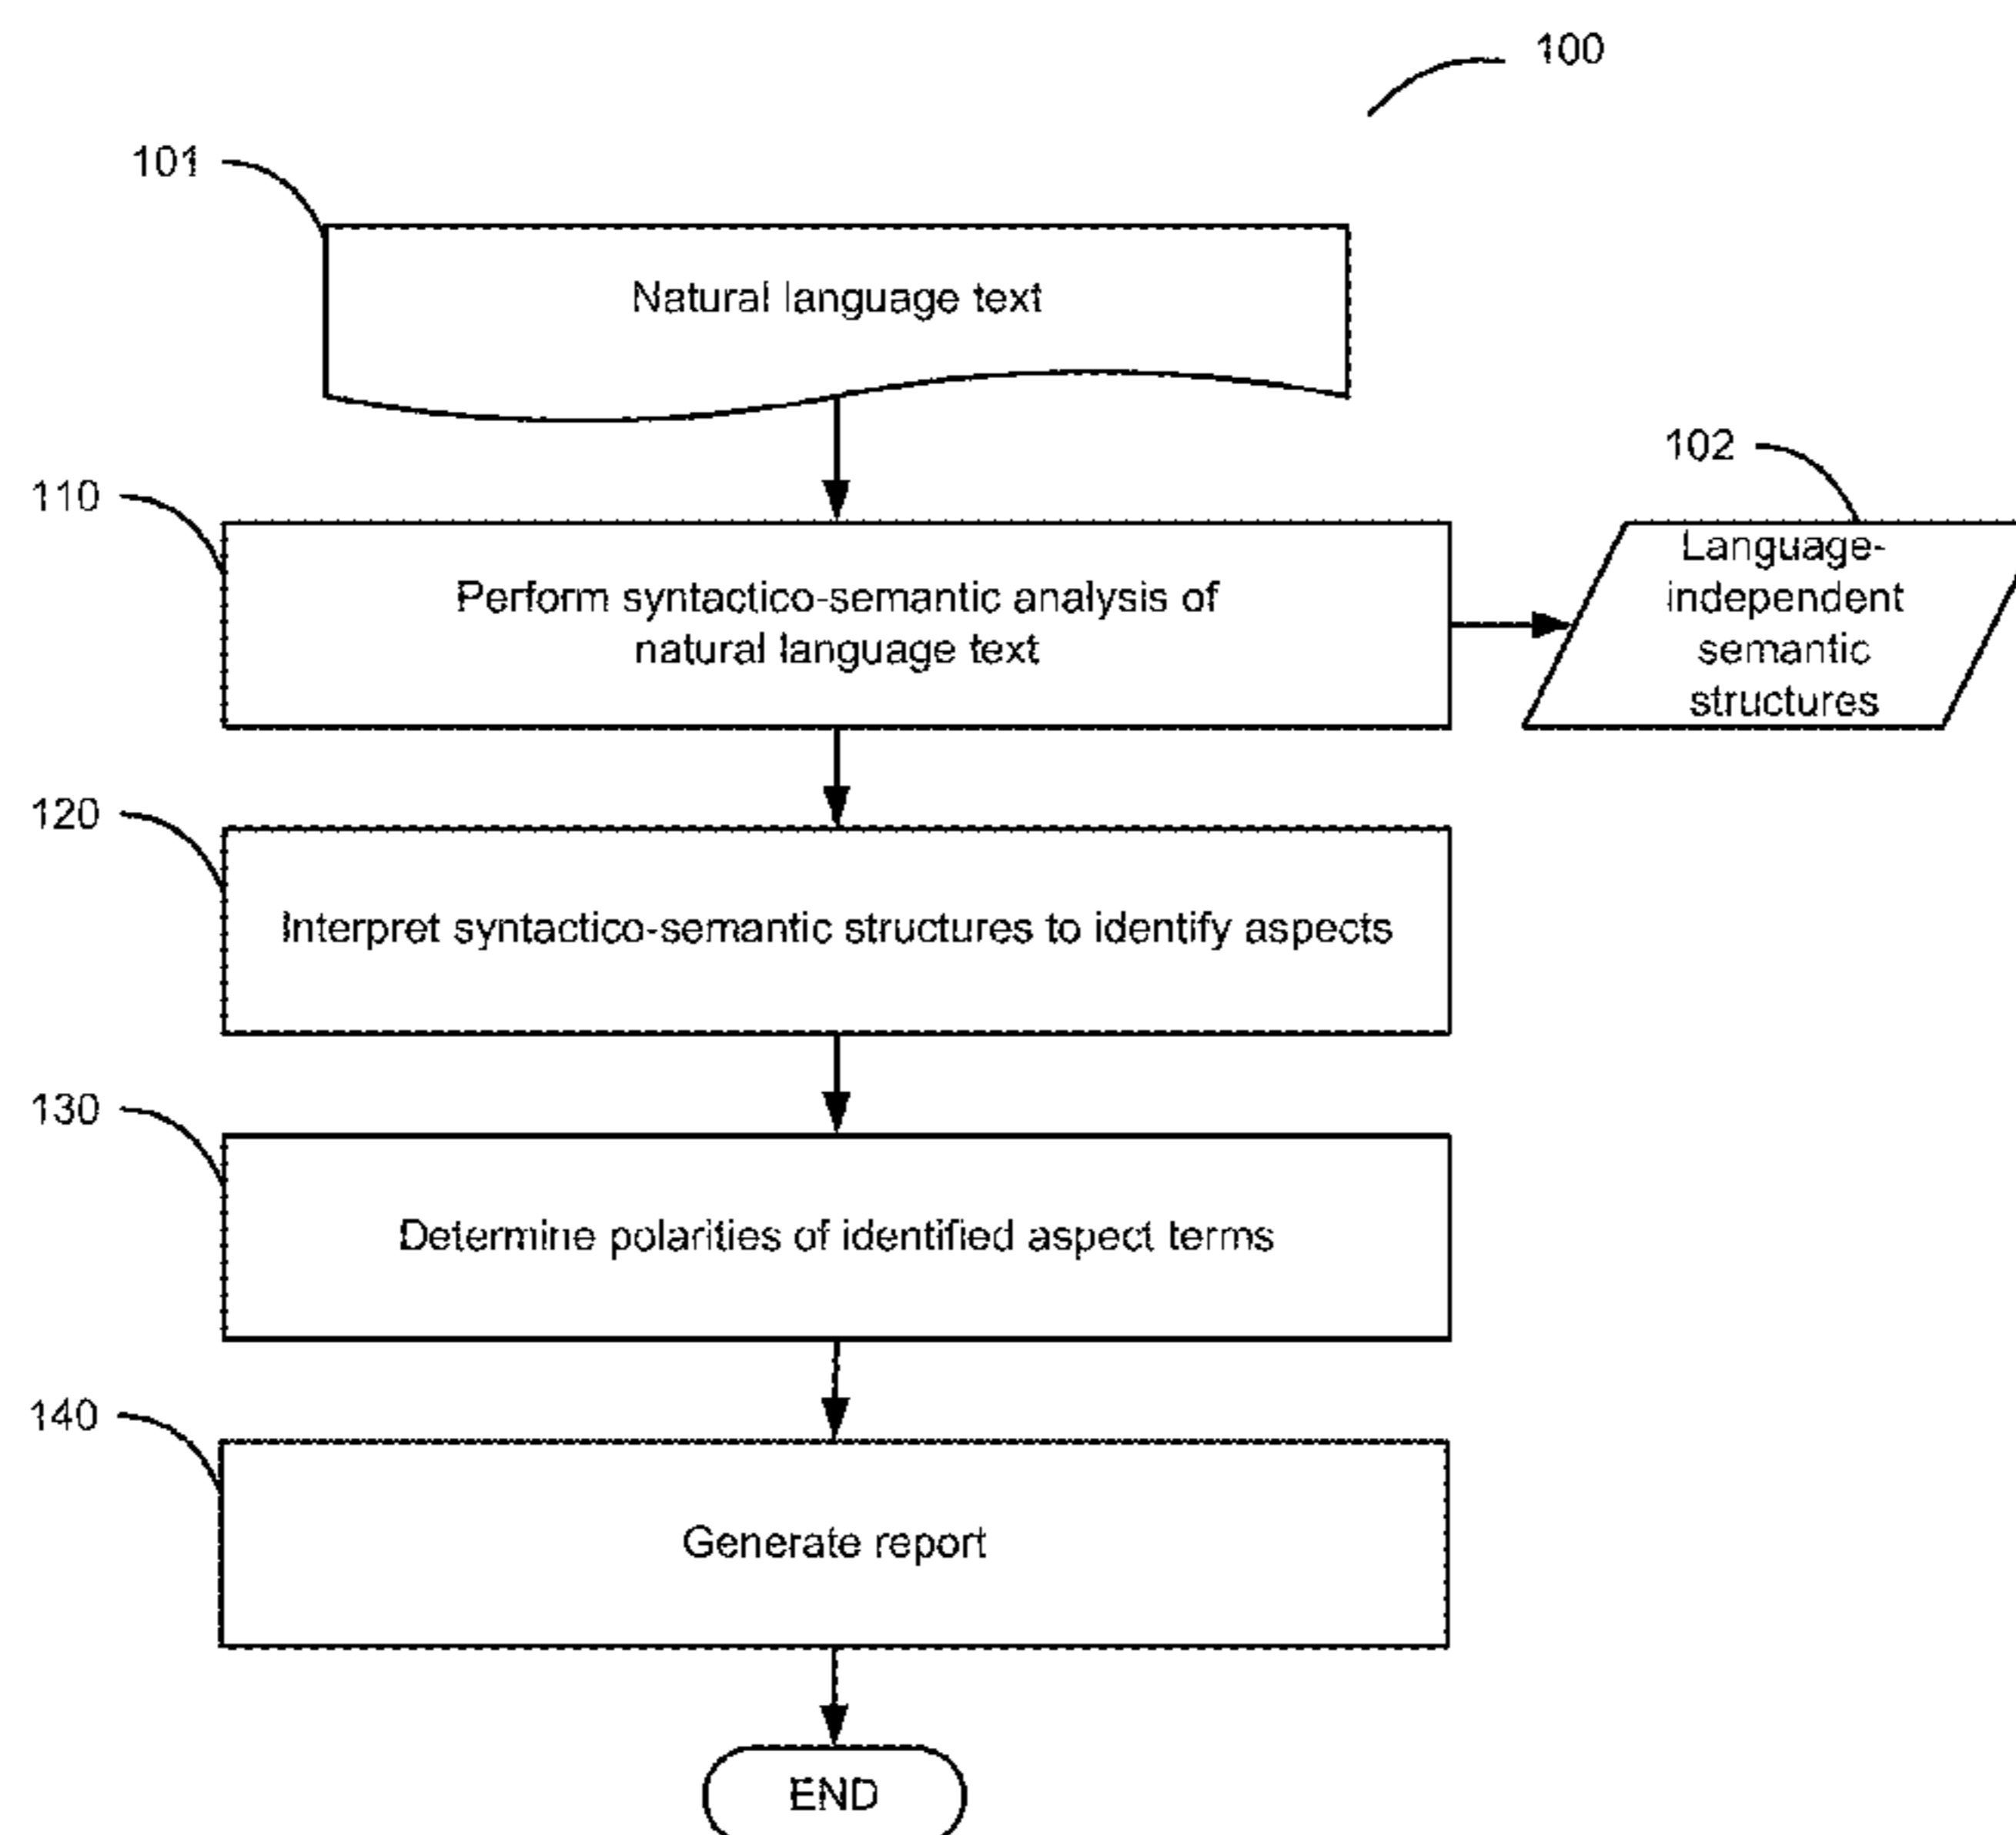 100
101
Natural language text
102
110
Perform syntactico-semantic analysis of
natural language text
Language-
independent
semantic
structures
120
Interpret syntactico-semantic structures to identify aspects
130
Determine polarities of identified aspect terms
140
Generate report
END